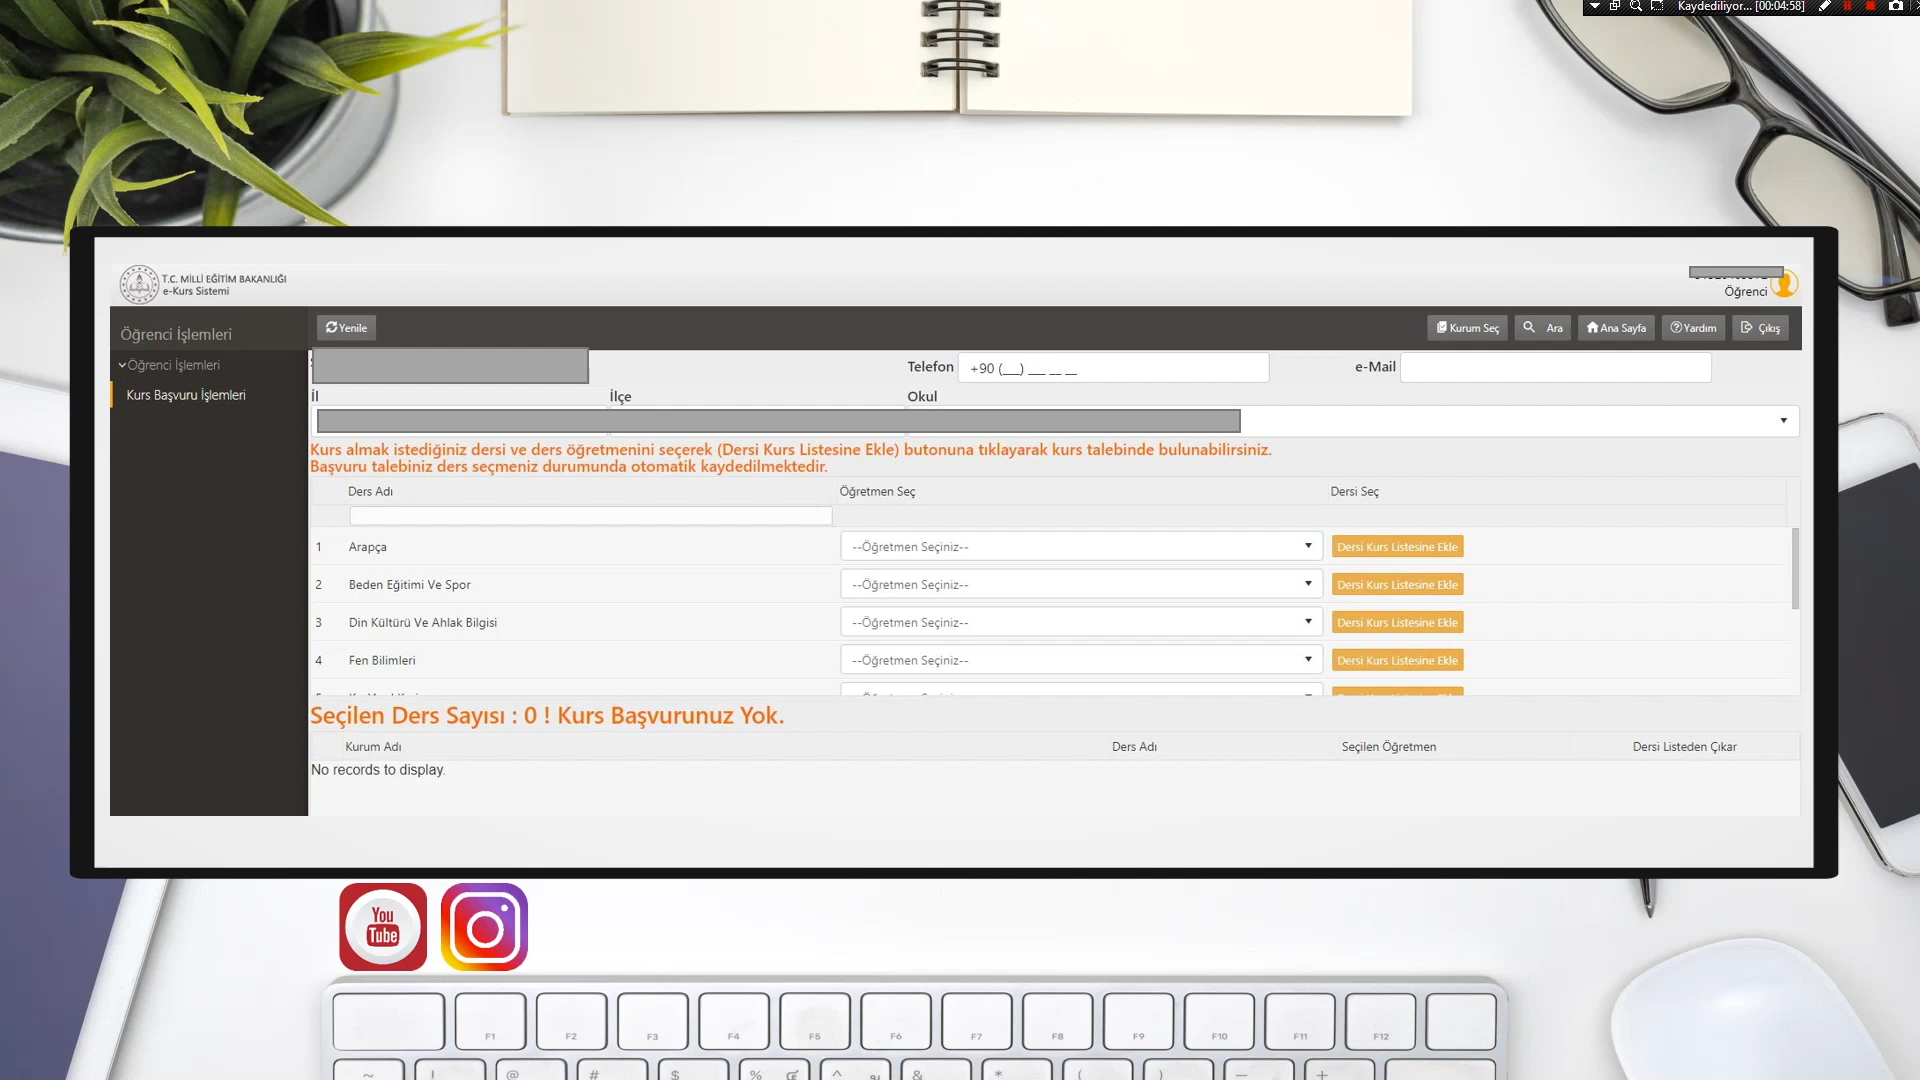 Kaydediliyor... [00:04:58]
T.C. MİLLİ EĞİTİM BAKANLIĞI
e-Kurs Sistemi
Öğrenci
Öğrenci İşlemleri
Yenile
Kurum Seç
Ara
Ana Sayfa
Yardım
Çıkış
Öğrenci İşlemleri
Kurs Başvuru İşlemleri
Telefon
+90 (___) ___ __ __
e-Mail
İl
İlçe
Okul
Kurs almak istediğiniz dersi ve ders öğretmenini seçerek (Dersi Kurs Listesine Ekle) butonuna tıklayarak kurs talebinde bulunabilirsiniz.
Başvuru talebiniz ders seçmeniz durumunda otomatik kaydedilmektedir.
Ders Adı Öğretmen Seç Dersi Seç
1 Arapça --Öğretmen Seçiniz-- Dersi Kurs Listesine Ekle
2 Beden Eğitimi Ve Spor --Öğretmen Seçiniz-- Dersi Kurs Listesine Ekle
3 Din Kültürü Ve Ahlak Bilgisi --Öğretmen Seçiniz-- Dersi Kurs Listesine Ekle
4 Fen Bilimleri --Öğretmen Seçiniz-- Dersi Kurs Listesine Ekle
Seçilen Ders Sayısı : 0 ! Kurs Başvurunuz Yok.
Kurum Adı Ders Adı Seçilen Öğretmen Dersi Listeden Çıkar
No records to display.
You
Tube
F1 F2 F3 F4 F5 F6 F7 F8 F9 F10 F11 F12
~ ! @ # $ % ^ & * ( ) — +